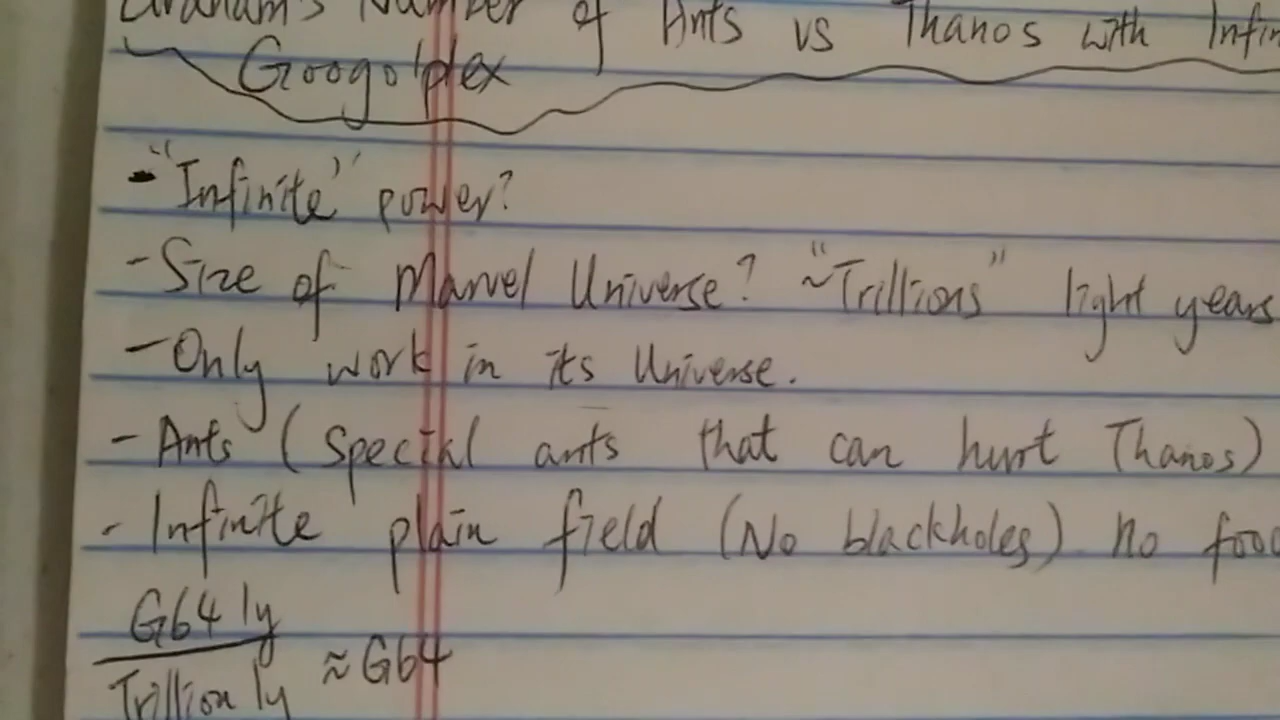 Graham's Number of Ants vs Thanos with Infin
Googolplex
- "Infinite" power?
- Size of Marvel Universe? ~"Trillions" light years
- Only work in its Universe.
- Ants (Special ants that can hurt Thanos)
- Infinite plain field (No blackholes) no foo
G64 ly
≈ G64
Trillion ly